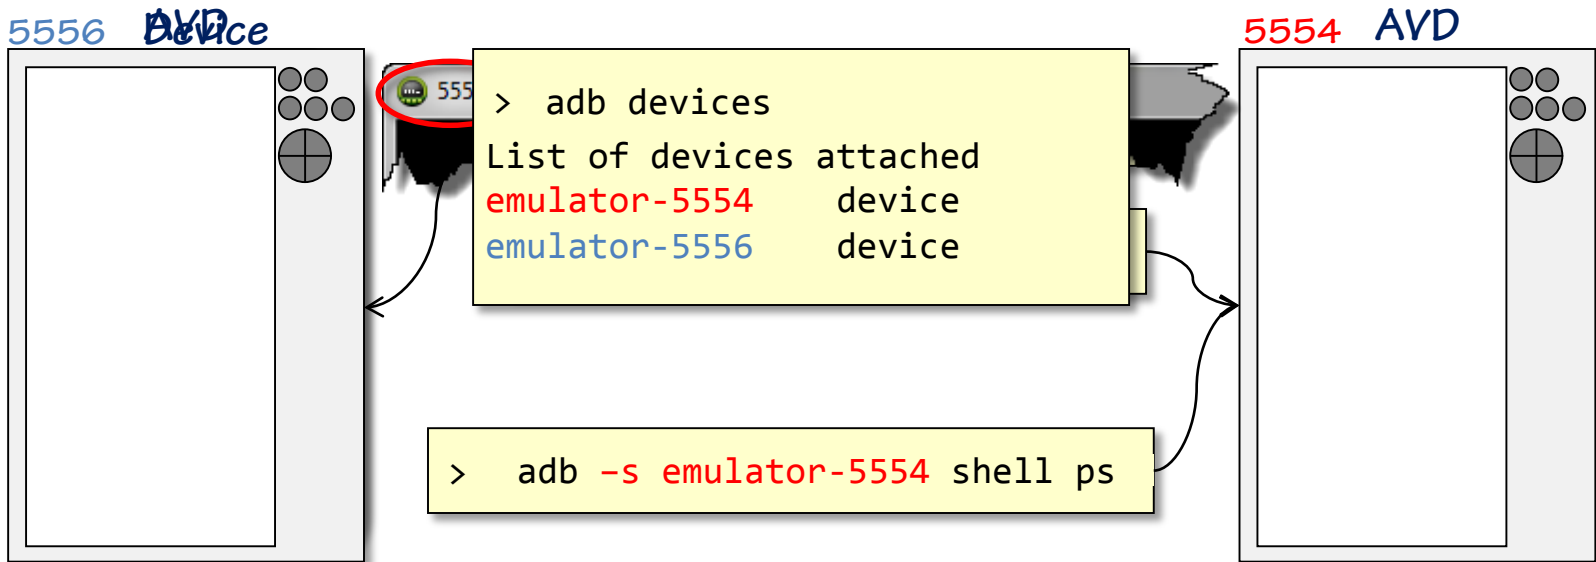 5556
5554 AVD
555
> adb devices
List of devices attached
emulator-5554 device
emulator-5556 device
> adb –s emulator-5554 shell ps